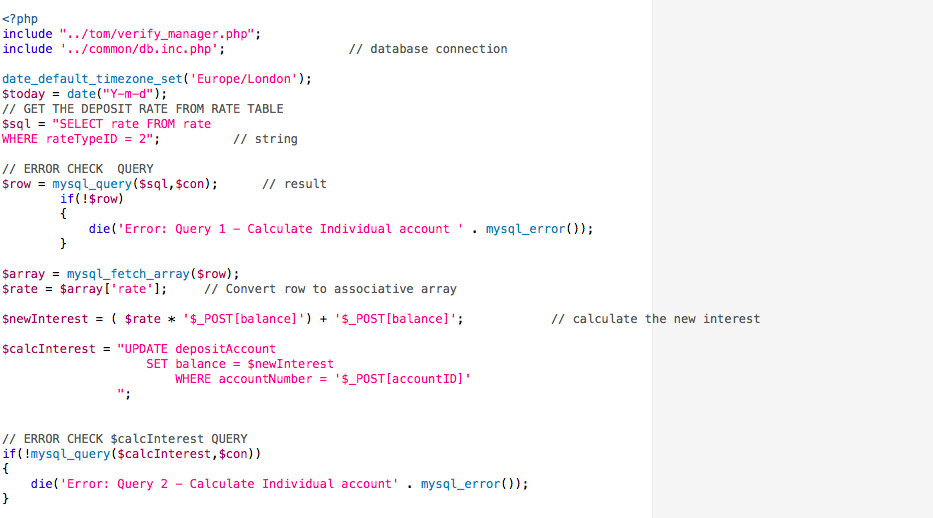 <?php
include "../tom/verify_manager.php";
include '../common/db.inc.php';                 // database connection
date_default_timezone_set('Europe/London');
$today = date("Y-m-d");
// GET THE DEPOSIT RATE FROM RATE TABLE
$sql = "SELECT rate FROM rate
WHERE rateTypeID = 2";          // string
// ERROR CHECK  QUERY
$row = mysql_query($sql,$con);      // result
        if(!$row)
        {
            die('Error: Query 1 - Calculate Individual account ' . mysql_error());
        }
$array = mysql_fetch_array($row);
$rate = $array['rate'];     // Convert row to associative array
$newInterest = ( $rate * '$_POST[balance]') + '$_POST[balance]';            // calculate the new interest
$calcInterest = "UPDATE depositAccount
                    SET balance = $newInterest
                        WHERE accountNumber = '$_POST[accountID]'
                ";
// ERROR CHECK $calcInterest QUERY
if(!mysql_query($calcInterest,$con))
{
    die('Error: Query 2 - Calculate Individual account' . mysql_error());
}